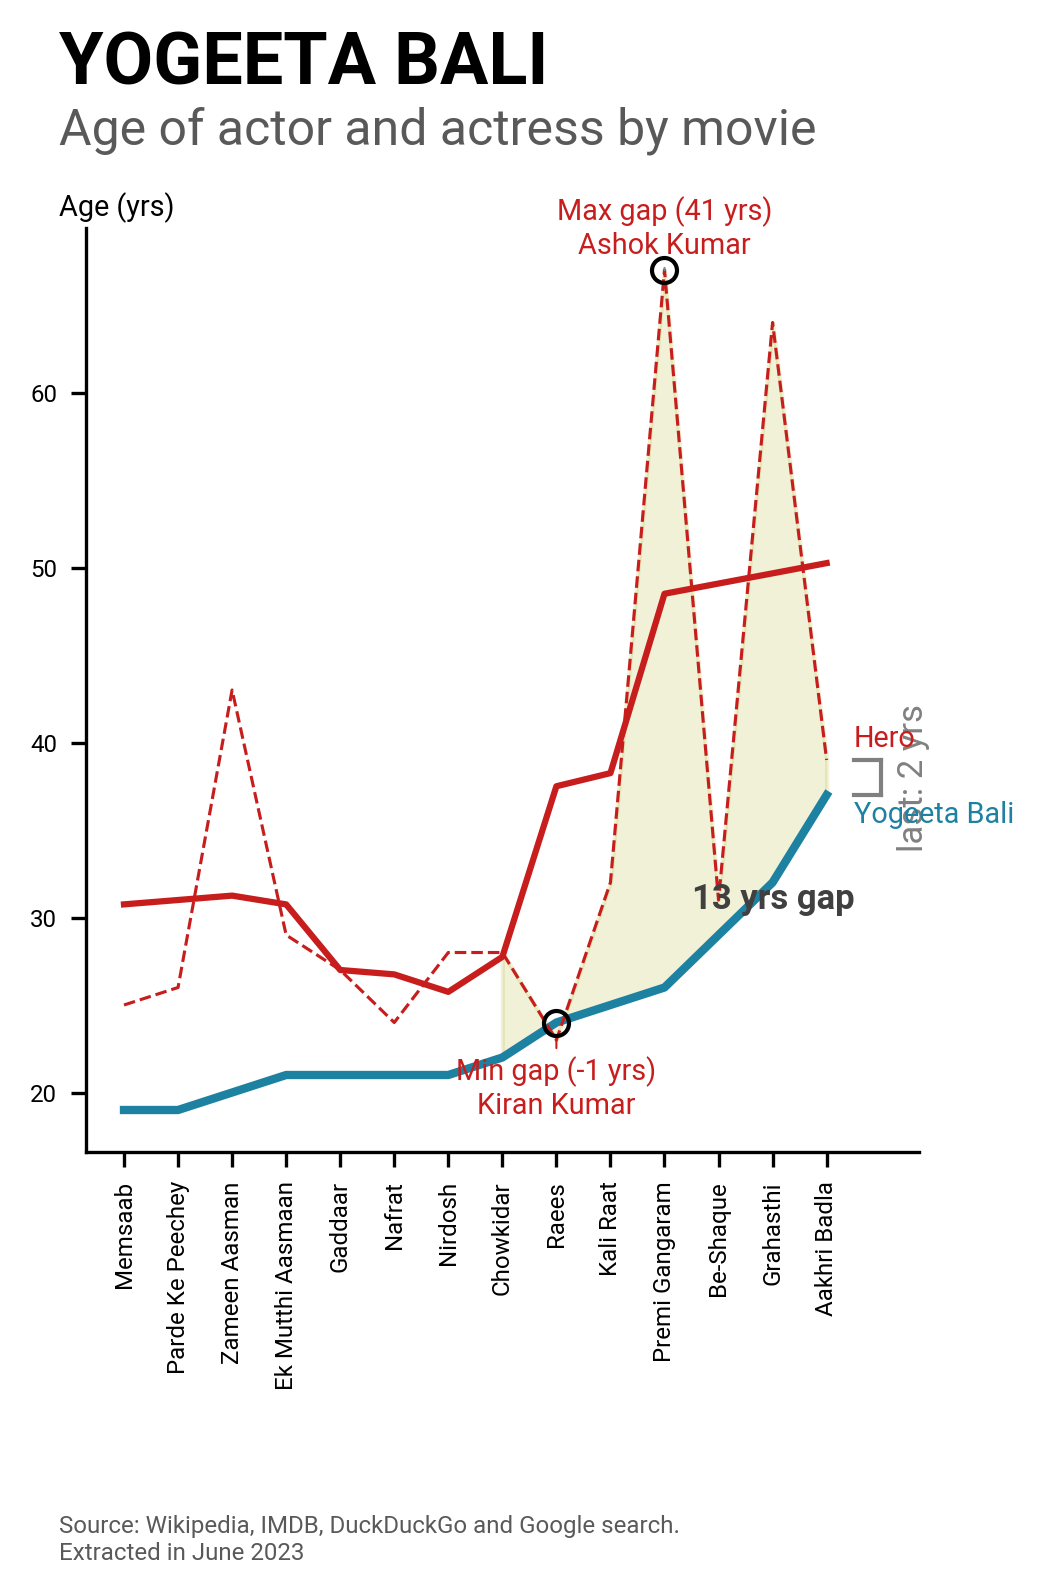 YOGEETA BALI
Age of actor and actress by movie
Age (yrs)
Max gap (41 yrs)
Ashok Kumar
60
50
40
30
20
Hero
last: 2 yrs
Yogeeta Bali
13 yrs gap
Min gap (-1 yrs)
Kiran Kumar
Memsaab
Parde Ke Peechey
Zameen Aasman
Ek Mutthi Aasmaan
Gaddaar
Nafrat
Nirdosh
Chowkidar
Raees
Kali Raat
Premi Gangaram
Be-Shaque
Grahasthi
Aakhri Badla
Source: Wikipedia, IMDB, DuckDuckGo and Google search.
Extracted in June 2023